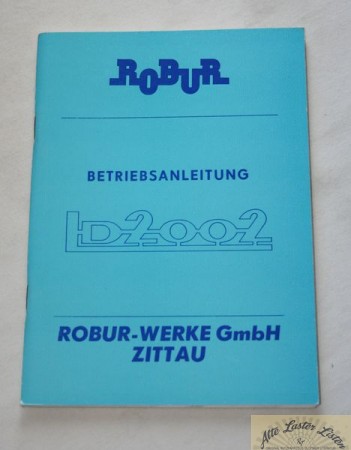 ROBUR
BETRIEBSANLEITUNG
LD2002
ROBUR-WERKE GmbH
ZITTAU
Alte Laster Listen